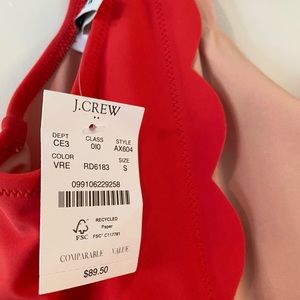 J.CREW
DEPT CLASS STYLE
CE3 010 AX604
COLOR SIZE
VRE RD6183 S
099106229258
FSC
RECYCLED
Paper
FSC® C117781
COMPARABLE VALUE
$89.50